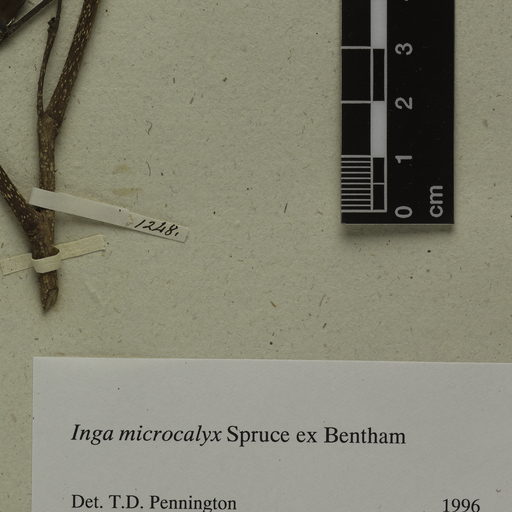 3
2
1
0
cm
1248.
Inga microcalyx Spruce ex Bentham
Det. T.D. Pennington 1996